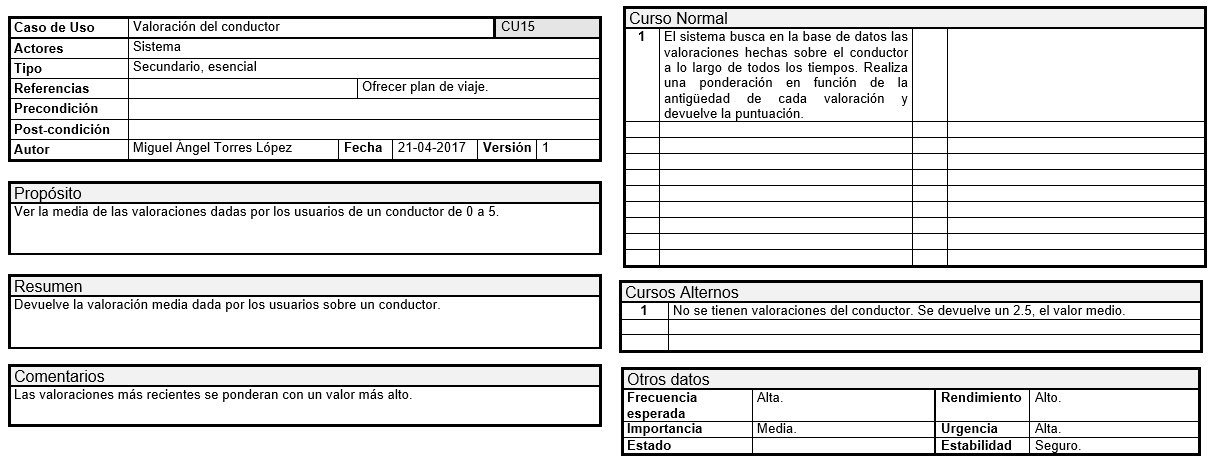 Caso de Uso Valoración del conductor CU15
Actores Sistema
Tipo Secundario, esencial
Referencias Ofrecer plan de viaje.
Precondición
Post-condición
Autor Miguel Ángel Torres López Fecha 21-04-2017 Versión 1
Propósito
Ver la media de las valoraciones dadas por los usuarios de un conductor de 0 a 5.
Resumen
Devuelve la valoración media dada por los usuarios sobre un conductor.
Comentarios
Las valoraciones más recientes se ponderan con un valor más alto.
Curso Normal
1 El sistema busca en la base de datos las
valoraciones hechas sobre el conductor
a lo largo de todos los tiempos. Realiza
una ponderación en función de la
antigüedad de cada valoración y
devuelve la puntuación.
Cursos Alternos
1 No se tienen valoraciones del conductor. Se devuelve un 2.5, el valor medio.
Otros datos
Frecuencia Alta. Rendimiento Alto.
esperada
Importancia Media. Urgencia Alta.
Estado Estabilidad Seguro.